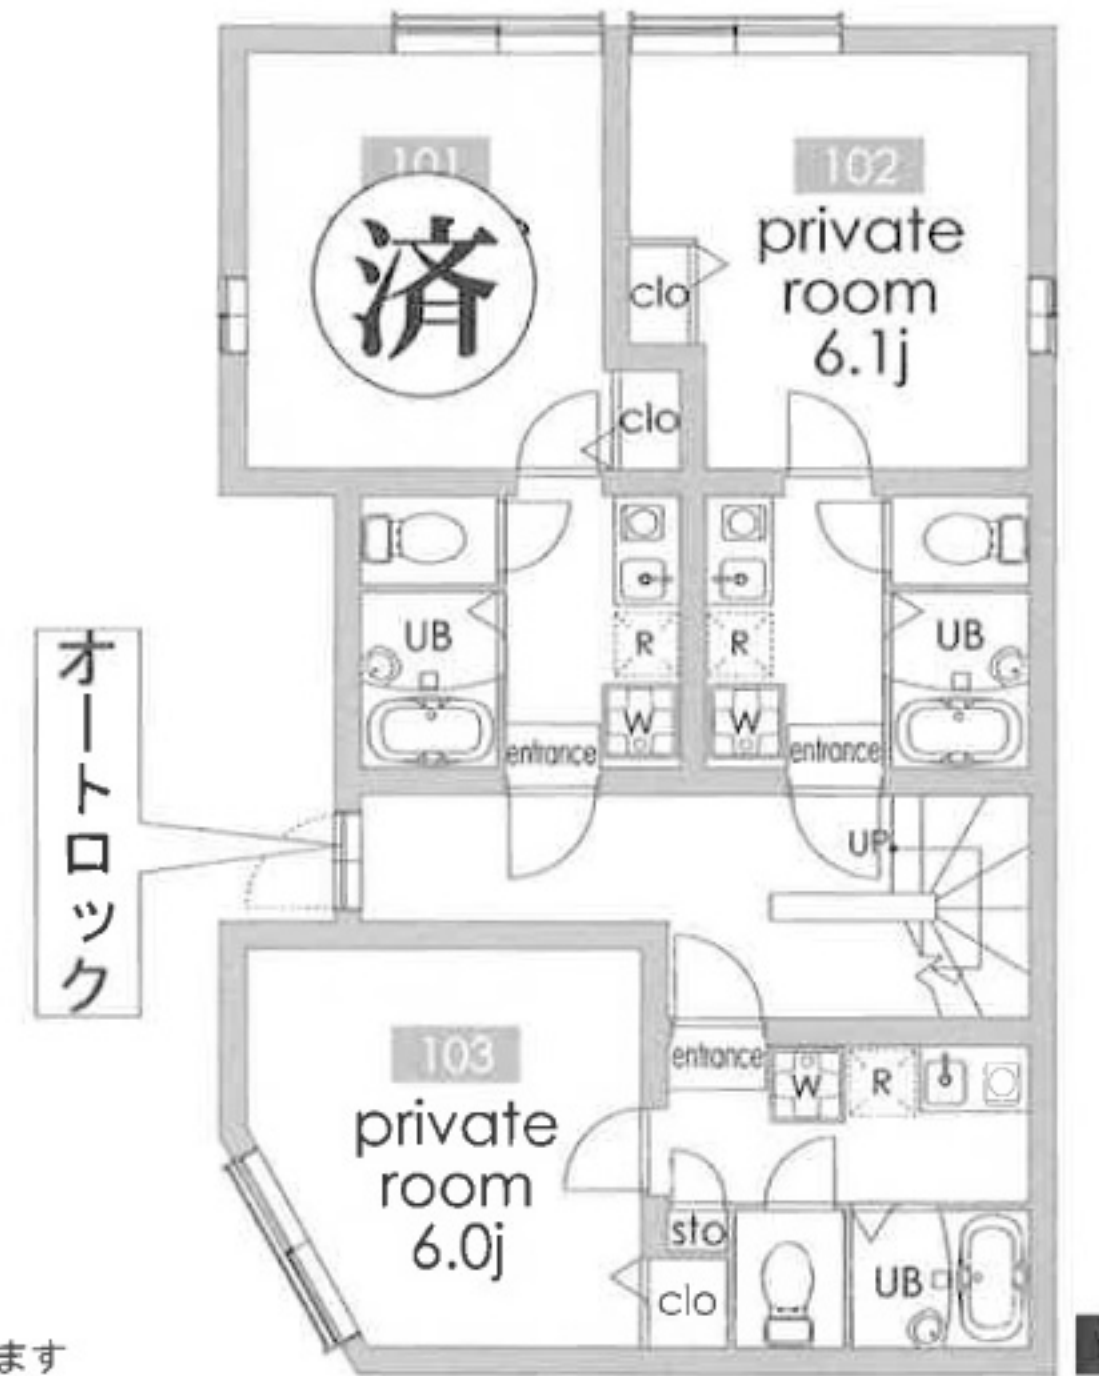 101
済
102
private
room
6.1j
clo
clo
UB
R
W
entrance
R
W
entrance
UB
オートロック
UP
103
private
room
6.0j
entrance
W
R
sto
clo
UB
ます